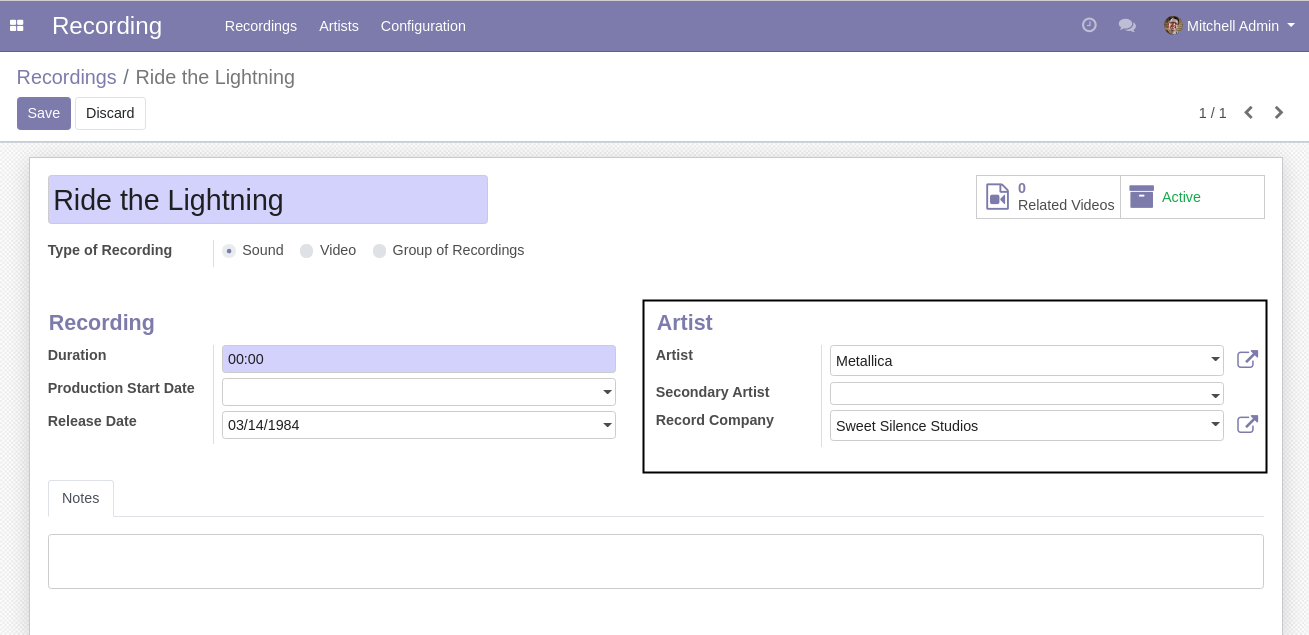 Recording Recordings Artists Configuration Mitchell Admin
Recordings / Ride the Lightning
Save Discard 1 / 1
Ride the Lightning
0
Related Videos
Active
Type of Recording Sound Video Group of Recordings
Recording
Duration 00:00
Production Start Date
Release Date 03/14/1984
Artist
Artist Metallica
Secondary Artist
Record Company Sweet Silence Studios
Notes